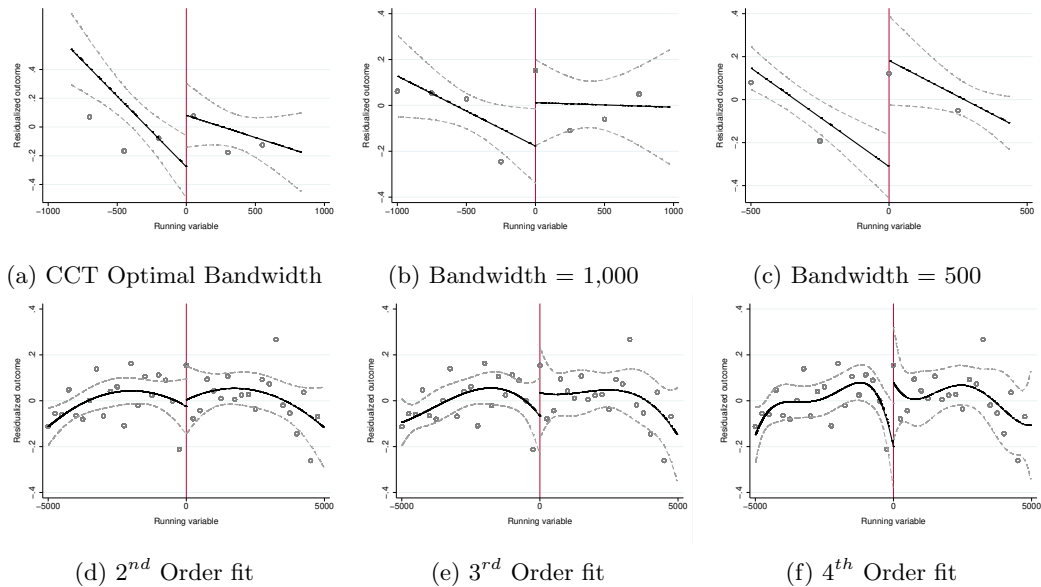 Residualized outcome
.4
.2
0
-.2
-.4
-1000
-500
0
500
1000
Running variable
(a) CCT Optimal Bandwidth
Residualized outcome
.4
.2
0
-.2
-.4
-1000
-500
0
500
1000
Running variable
(b) Bandwidth = 1,000
Residualized outcome
.4
.2
0
-.2
-.4
-500
0
500
Running variable
(c) Bandwidth = 500
Residualized outcome
.4
.2
0
-.2
-.4
-5000
0
5000
Running variable
(d) 2nd Order fit
Residualized outcome
.4
.2
0
-.2
-.4
-5000
0
5000
Running variable
(e) 3rd Order fit
Residualized outcome
.4
.2
0
-.2
-.4
-5000
0
5000
Running variable
(f) 4th Order fit